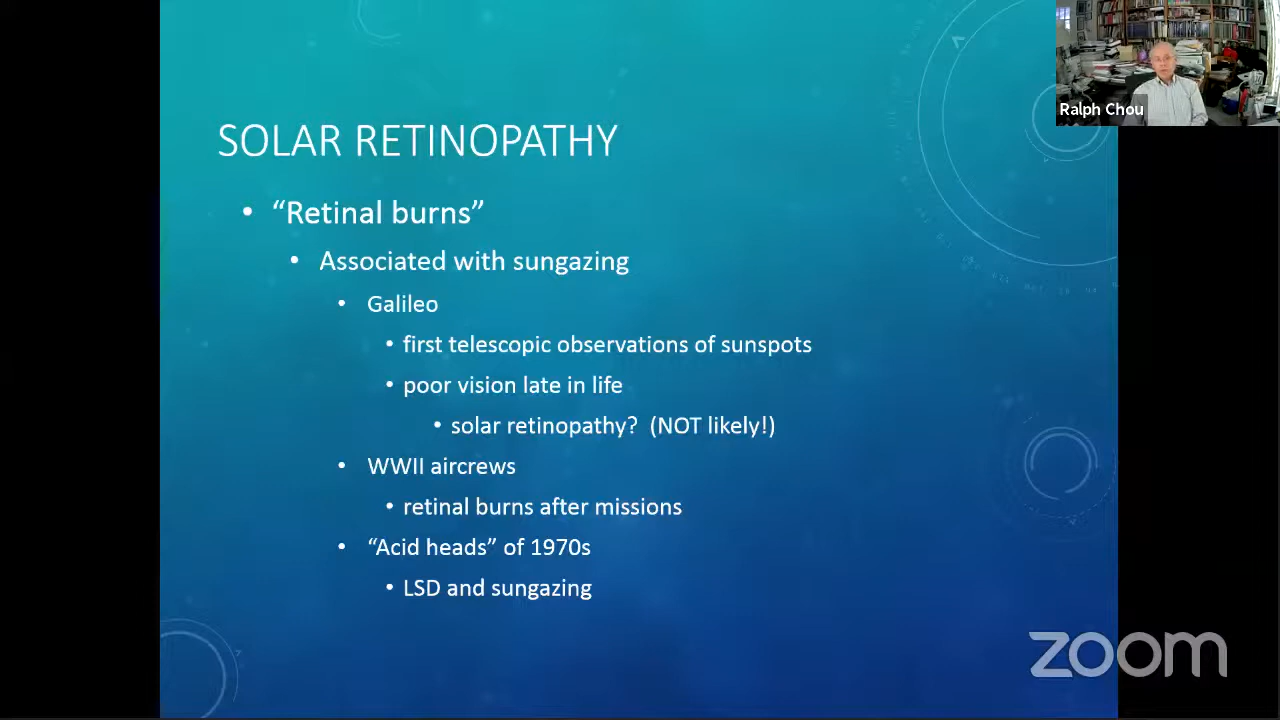 SOLAR RETINOPATHY
• “Retinal burns”
• Associated with sungazing
• Galileo
• first telescopic observations of sunspots
• poor vision late in life
• solar retinopathy? (NOT likely!)
• WWII aircrews
• retinal burns after missions
• “Acid heads” of 1970s
• LSD and sungazing
Ralph Chou
zoom